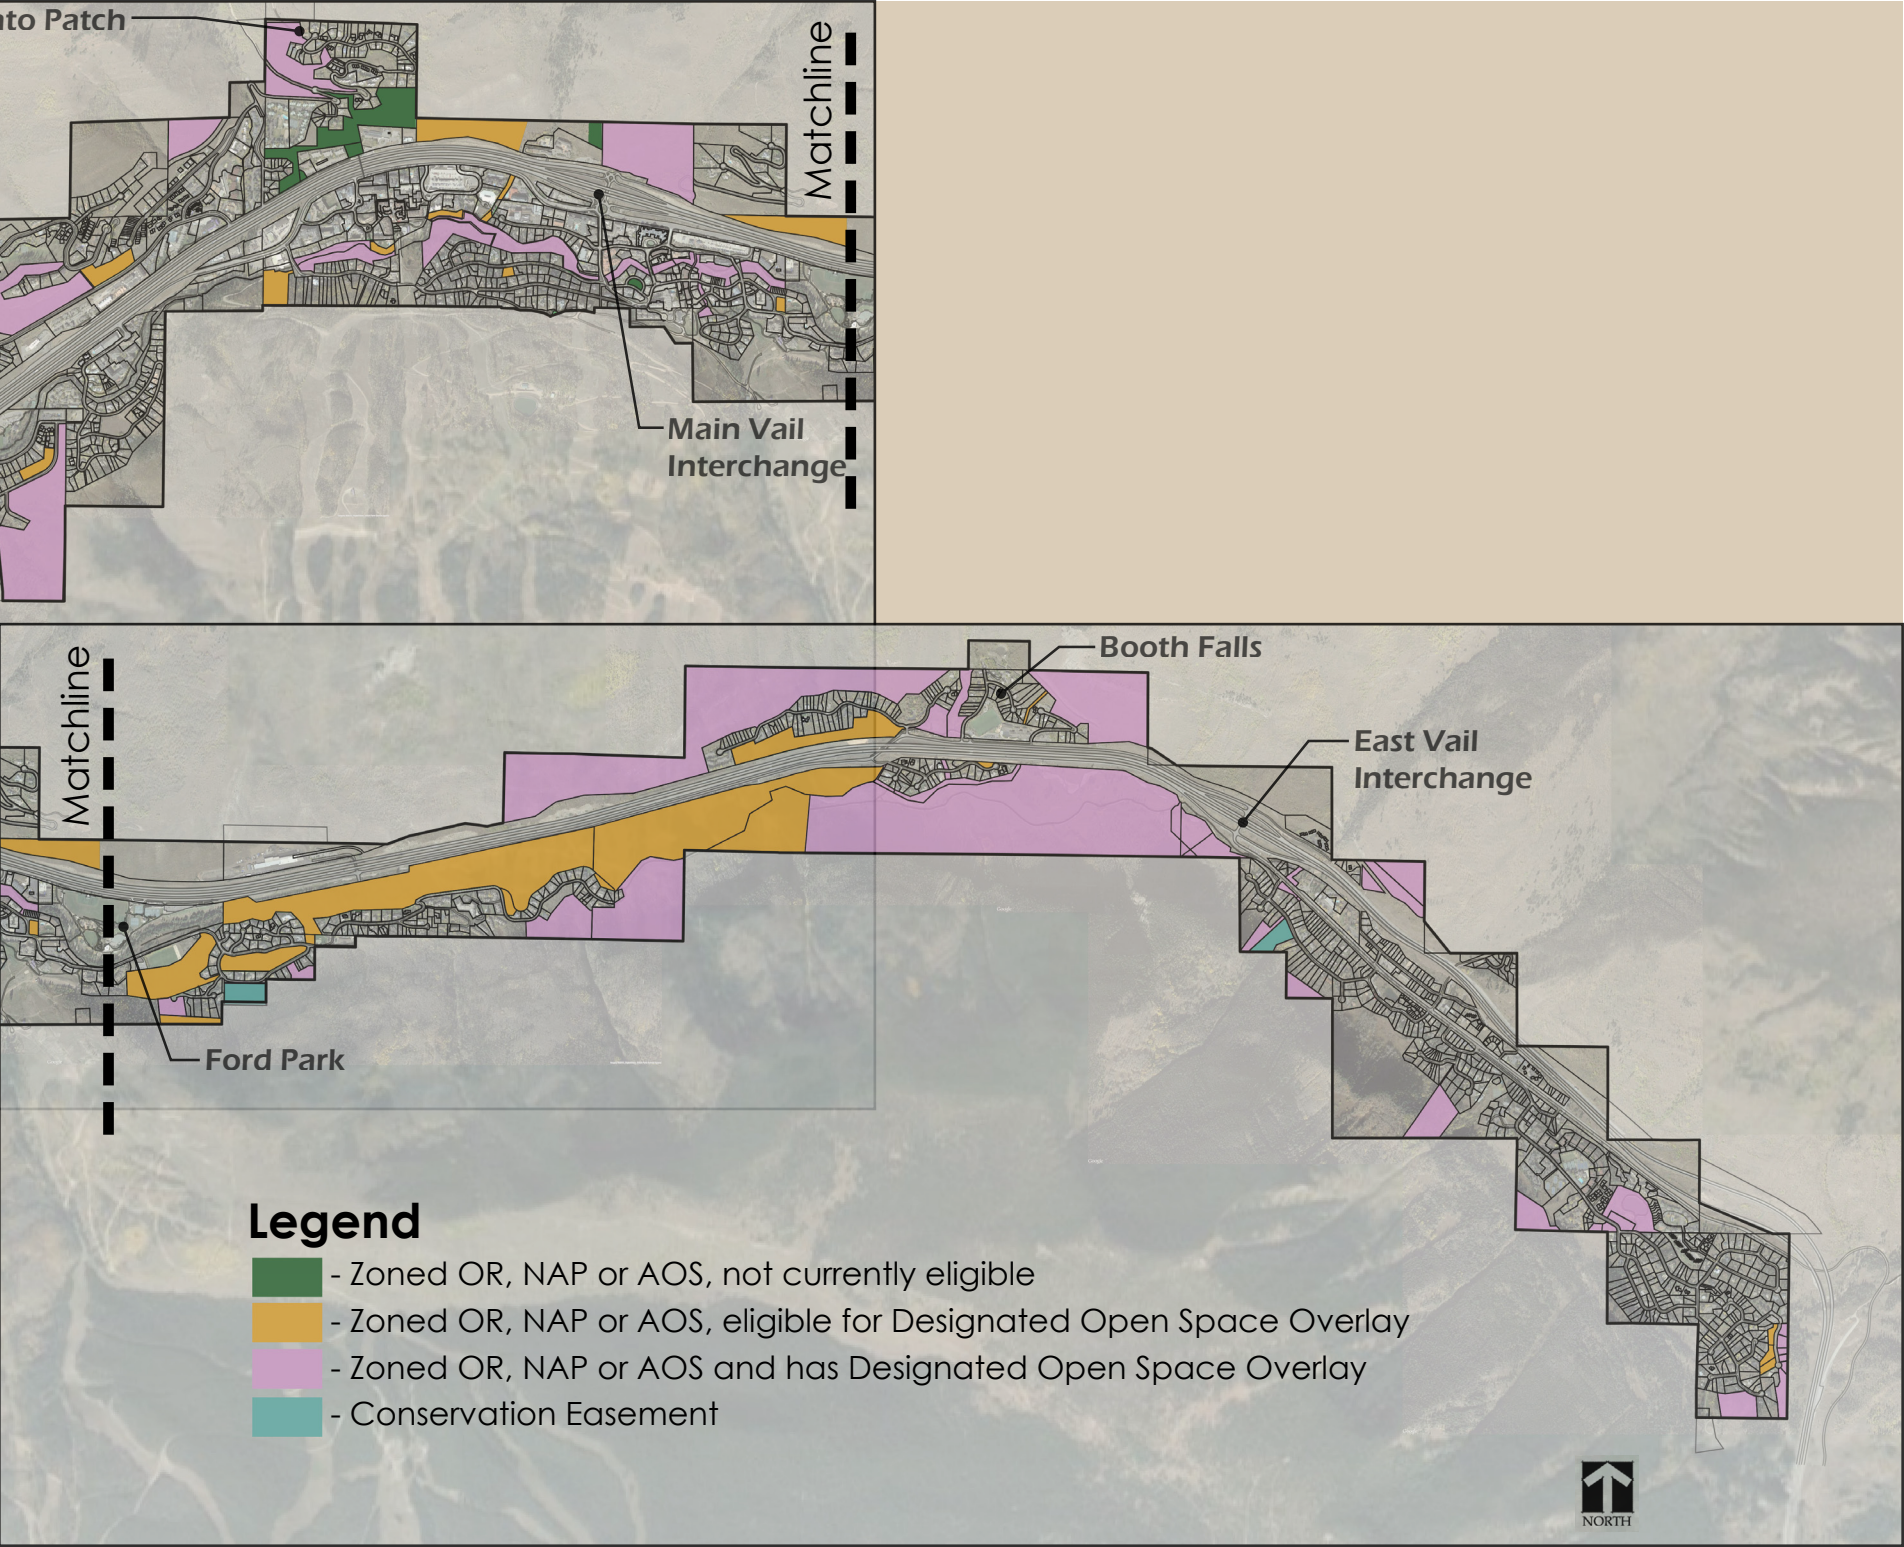 to Patch
Matchline
Main Vail
Interchange
Matchline
Booth Falls
East Vail
Interchange
Ford Park
Legend
- Zoned OR, NAP or AOS, not currently eligible
- Zoned OR, NAP or AOS, eligible for Designated Open Space Overlay
- Zoned OR, NAP or AOS and has Designated Open Space Overlay
- Conservation Easement
NORTH